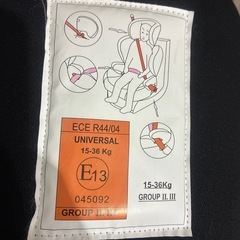 ECE R44/04
UNIVERSAL
15-36 Kg
E13
045092
GROUP II, III
15-36Kg
GROUP II. III